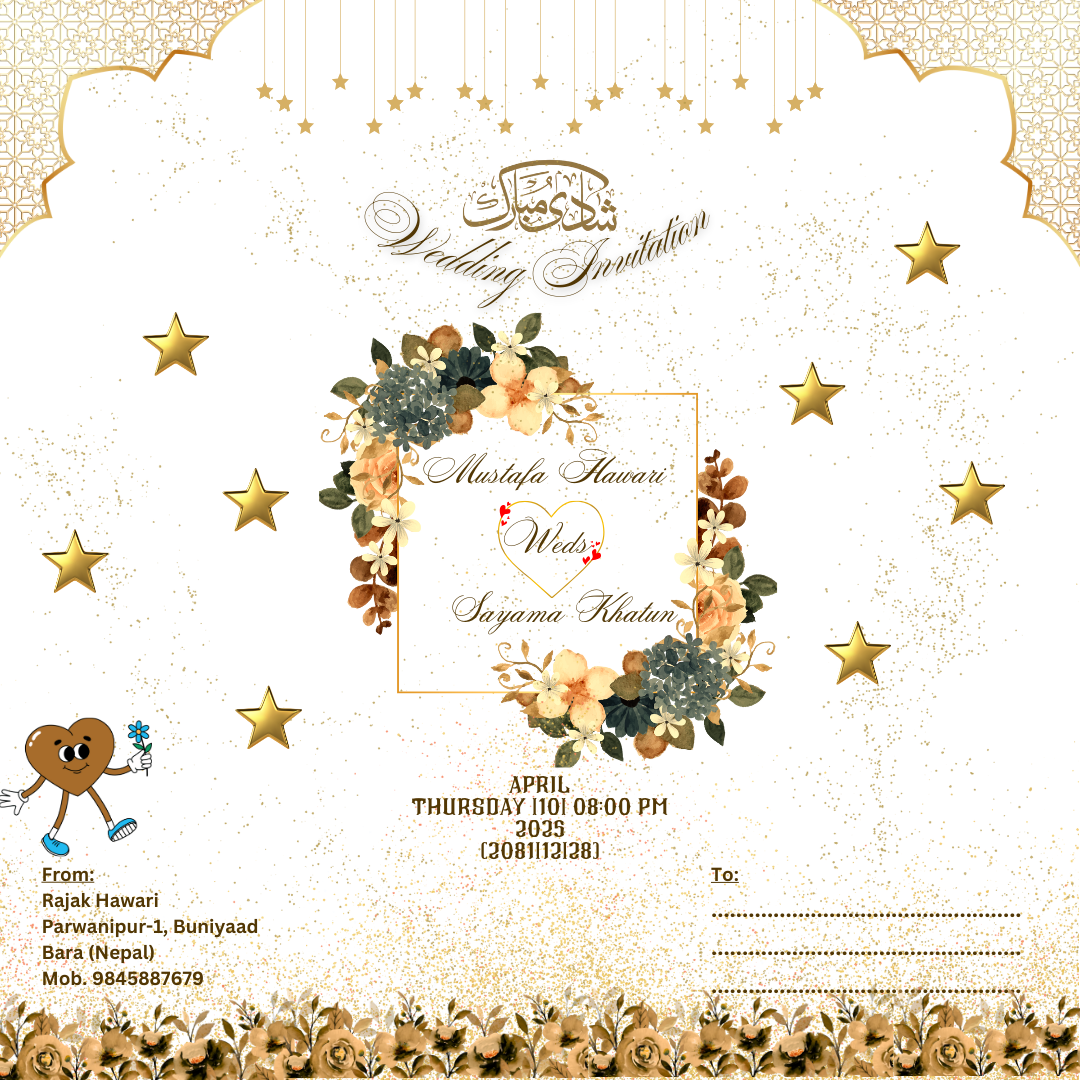 شادی مبارک
Wedding Invitation
Mustafa Hawari
Weds
Sayama Khatun
APRIL
THURSDAY |10| 08:00 PM
2025
(2081|12|28)
From:
Rajak Hawari
Parwanipur-1, Buniyaad
Bara (Nepal)
Mob. 9845887679
To: